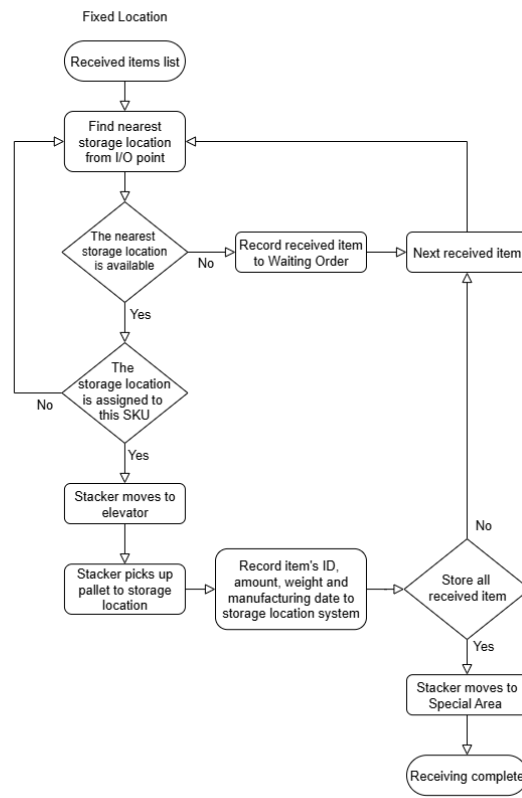 Fixed Location
Received items list
Find nearest
storage location
from I/O point
The nearest
storage location
is available
No
Record received item
to Waiting Order
Next received item
Yes
The
storage location
is assigned to
this SKU
No
Yes
Stacker moves to
elevator
Stacker picks up
pallet to storage
location
Record item's ID,
amount, weight and
manufacturing date to
storage location system
No
Store all
received item
Yes
Stacker moves to
Special Area
Receiving complete